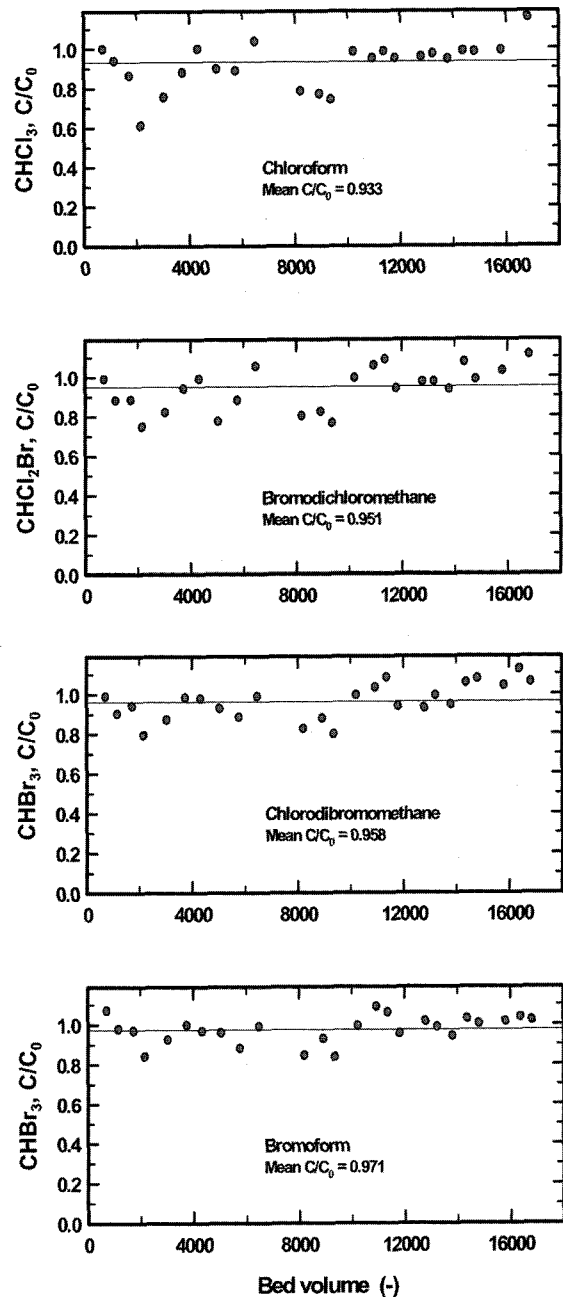 CHCl3, C/C0
1.0
0.8
0.6
0.4
0.2
0.0
Chloroform
Mean C/C0 = 0.933
0 4000 8000 12000 16000
CHCl2Br, C/C0
1.0
0.8
0.6
0.4
0.2
0.0
Bromodichloromethane
Mean C/C0 = 0.951
0 4000 8000 12000 16000
CHBr3, C/C0
1.0
0.8
0.6
0.4
0.2
0.0
Chlorodibromomethane
Mean C/C0 = 0.958
0 4000 8000 12000 16000
CHBr3, C/C0
1.0
0.8
0.6
0.4
0.2
0.0
Bromoform
Mean C/C0 = 0.971
0 4000 8000 12000 16000
Bed volume (-)